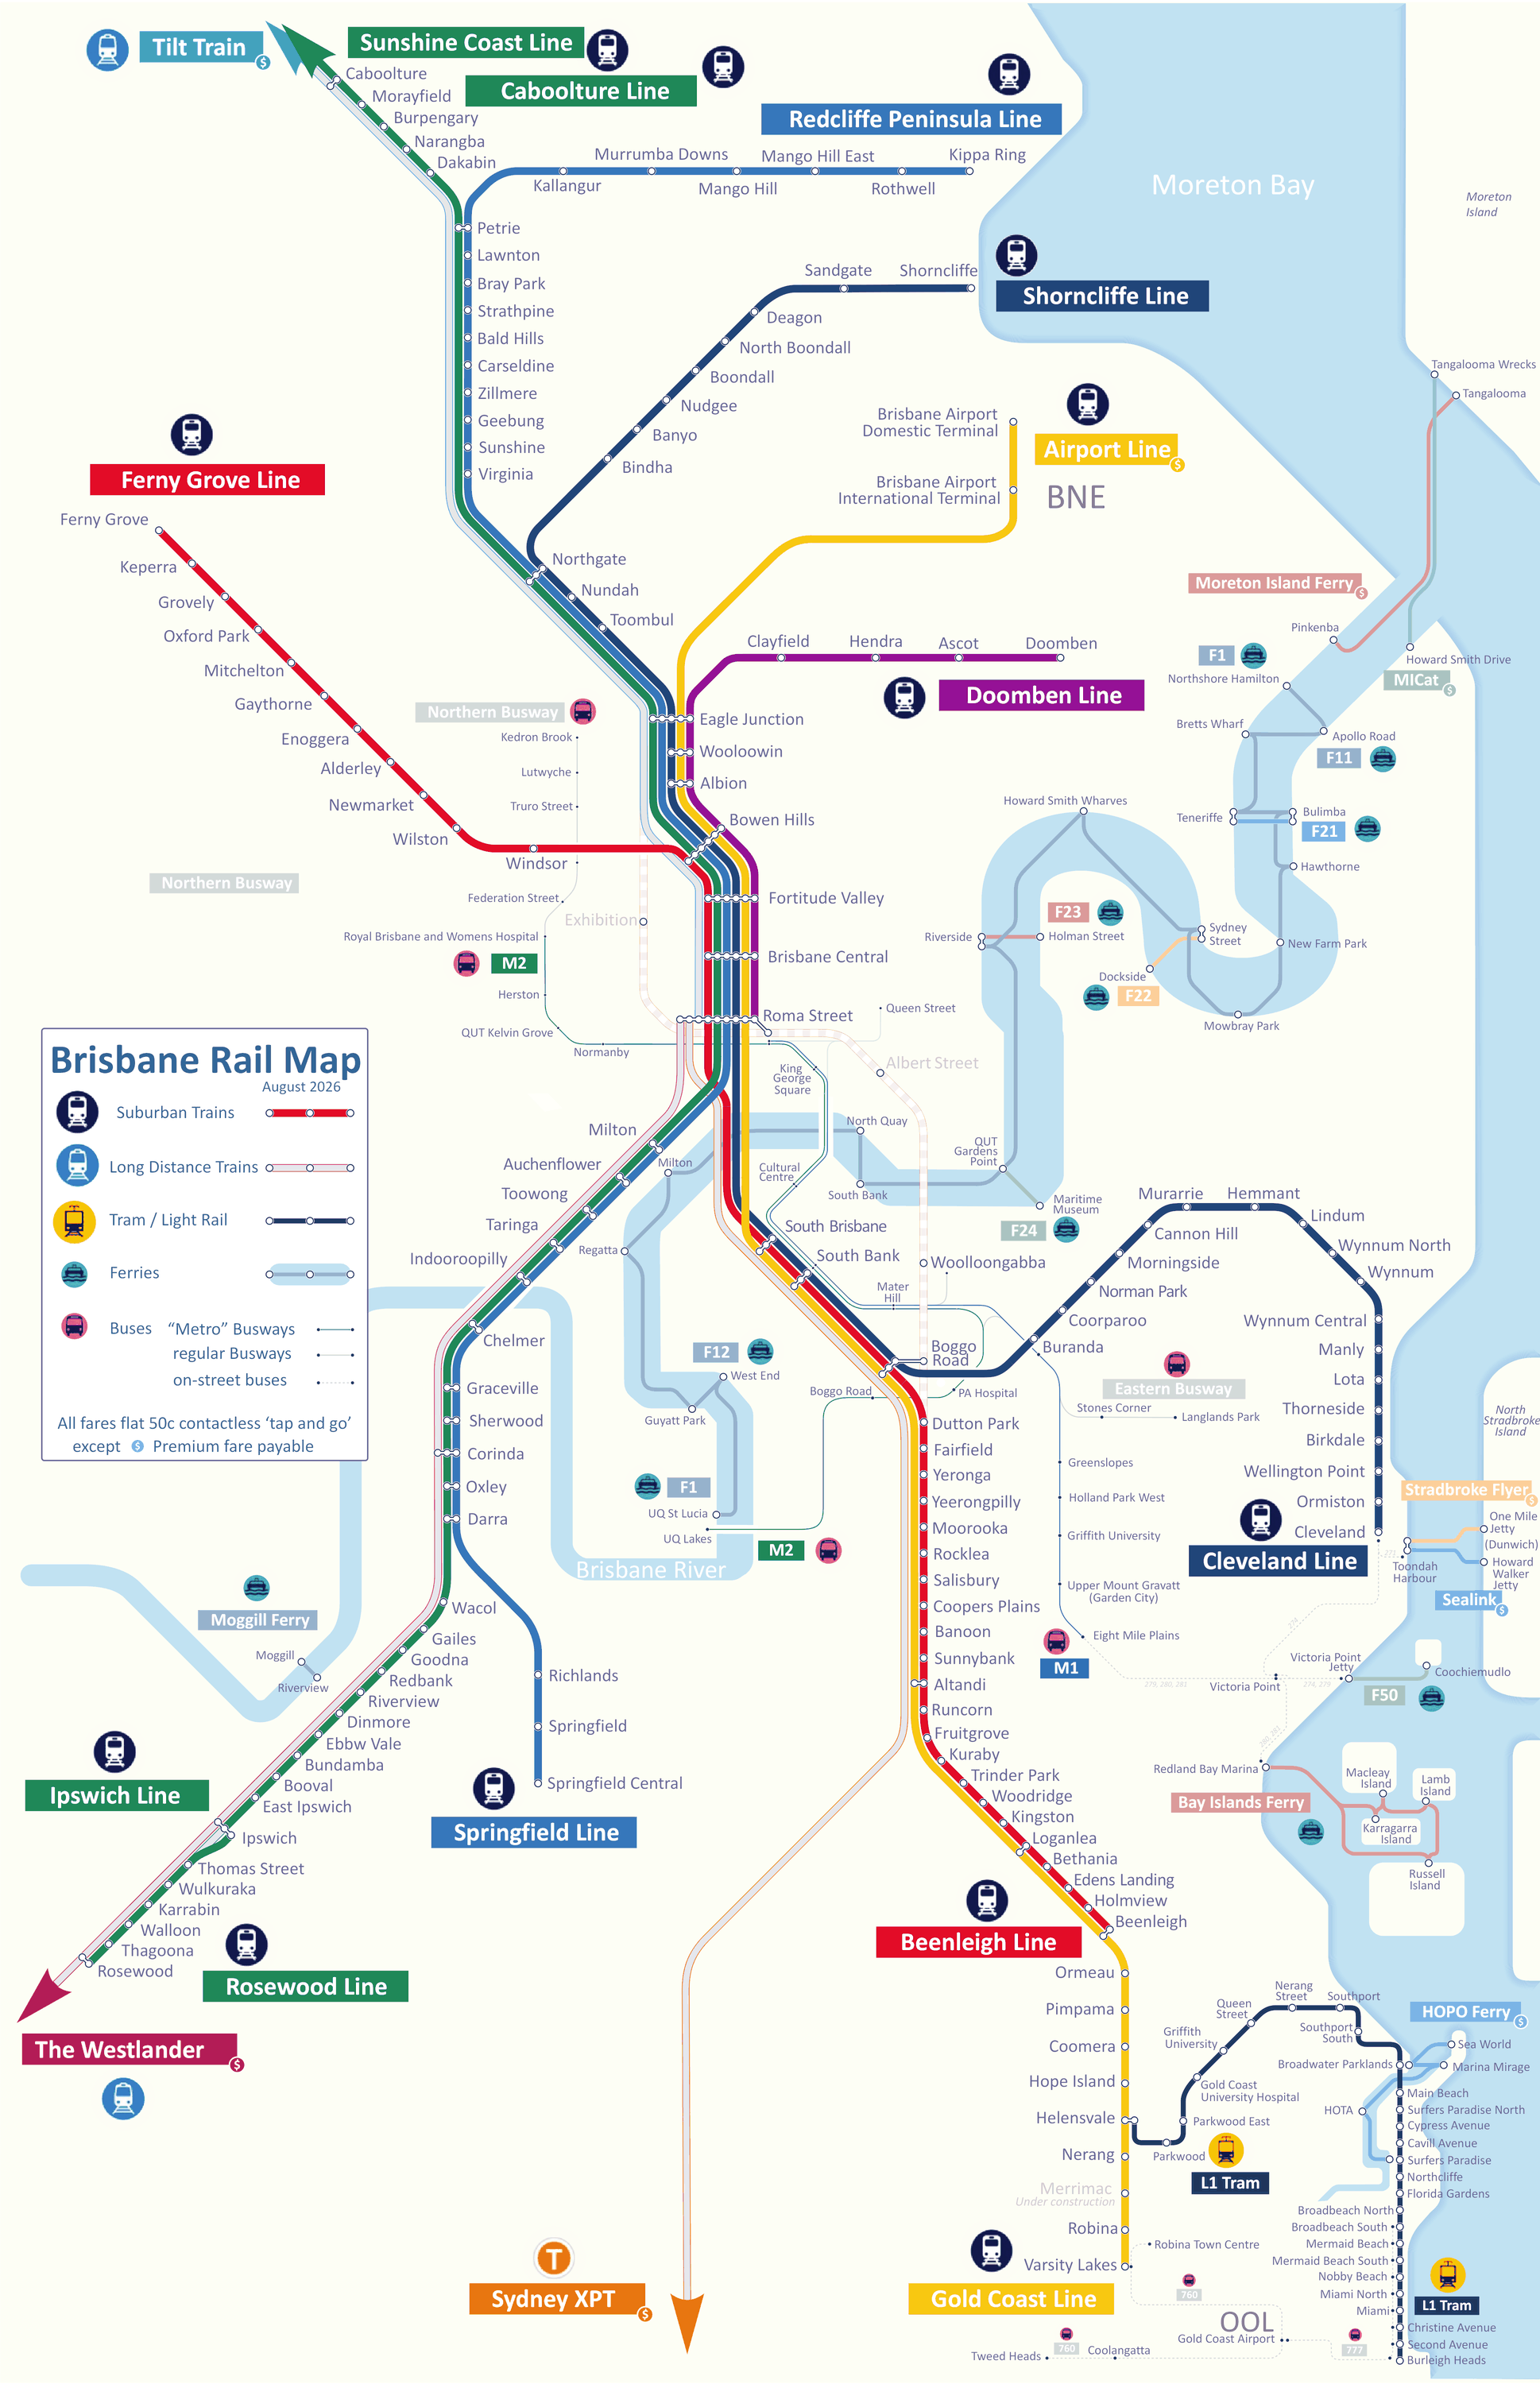 Tilt Train
$
Sunshine Coast Line
Caboolture Line
Redcliffe Peninsula Line
Caboolture
Morayfield
Burpengary
Narangba
Dakabin
Murrumba Downs
Mango Hill East
Kippa Ring
Kallangur
Mango Hill
Rothwell
Moreton Bay
Moreton
Island
Petrie
Lawnton
Bray Park
Strathpine
Bald Hills
Carseldine
Zillmere
Geebung
Sunshine
Virginia
Sandgate
Shorncliffe
Shorncliffe Line
Deagon
North Boondall
Boondall
Nudgee
Banyo
Bindha
Brisbane Airport
Domestic Terminal
Airport Line
$
Brisbane Airport
International Terminal
BNE
Tangalooma Wrecks
Tangalooma
Ferny Grove Line
Ferny Grove
Keperra
Grovely
Oxford Park
Mitchelton
Gaythorne
Enoggera
Alderley
Newmarket
Wilston
Windsor
Northgate
Nundah
Toombul
Moreton Island Ferry
$
Pinkenba
Howard Smith Drive
MICat
$
F1
Northshore Hamilton
Bretts Wharf
Apollo Road
F11
Clayfield
Hendra
Ascot
Doomben
Doomben Line
Northern Busway
Kedron Brook
Lutwyche
Truro Street
Eagle Junction
Wooloowin
Albion
Bowen Hills
Howard Smith Wharves
Teneriffe
Bulimba
F21
Hawthorne
Northern Busway
Federation Street
Exhibition
Royal Brisbane and Womens Hospital
M2
Herston
QUT Kelvin Grove
Normanby
Fortitude Valley
Brisbane Central
Roma Street
Queen Street
Albert Street
King
George
Square
F23
Riverside
Holman Street
Sydney
Street
New Farm Park
Dockside
F22
Mowbray Park
Brisbane Rail Map
August 2026
Suburban Trains
Long Distance Trains
Tram / Light Rail
Ferries
Buses
“Metro” Busways
regular Busways
on-street buses
All fares flat 50c contactless ‘tap and go’
except $ Premium fare payable
Milton
Auchenflower
Toowong
Taringa
Indooroopilly
Chelmer
Graceville
Sherwood
Corinda
Oxley
Darra
Milton
Regatta
North Quay
Cultural
Centre
South Bank
QUT
Gardens
Point
Maritime
Museum
F24
South Brisbane
South Bank
Mater
Hill
Woolloongabba
Boggo
Road
Boggo Road
PA Hospital
Murarrie
Hemmant
Lindum
Cannon Hill
Wynnum North
Morningside
Wynnum
Norman Park
Coorparoo
Buranda
Wynnum Central
Manly
Lota
Thorneside
Birkdale
Wellington Point
Ormiston
Cleveland
Cleveland Line
Eastern Busway
Stones Corner
Langlands Park
Greenslopes
Holland Park West
Griffith University
Upper Mount Gravatt
(Garden City)
Eight Mile Plains
M1
F12
West End
Guyatt Park
F1
UQ St Lucia
UQ Lakes
M2
Brisbane River
North
Stradbroke
Island
Stradbroke Flyer
$
One Mile
Jetty
(Dunwich)
Howard
Walker
Jetty
Toondah
Harbour
Sealink
$
271
274
Victoria Point
Jetty
Victoria Point
Coochiemudlo
F50
279, 280, 281
274, 279
Redland Bay Marina
Bay Islands Ferry
Macleay
Island
Lamb
Island
Karragarra
Island
Russell
Island
Dutton Park
Fairfield
Yeronga
Yeerongpilly
Moorooka
Rocklea
Salisbury
Coopers Plains
Banoon
Sunnybank
Altandi
Runcorn
Fruitgrove
Kuraby
Trinder Park
Woodridge
Kingston
Loganlea
Bethania
Edens Landing
Holmview
Beenleigh
Beenleigh Line
Moggill Ferry
Moggill
Riverview
Wacol
Gailes
Goodna
Redbank
Riverview
Dinmore
Ebbw Vale
Bundamba
Booval
East Ipswich
Ipswich
Ipswich Line
Thomas Street
Wulkuraka
Karrabin
Walloon
Thagoona
Rosewood
Rosewood Line
The Westlander
$
Richlands
Springfield
Springfield Central
Springfield Line
Ormeau
Pimpama
Coomera
Hope Island
Helensvale
Nerang
Merrimac
Under construction
Robina
Varsity Lakes
Gold Coast Line
Sydney XPT
$
T
Parkwood
Parkwood East
Gold Coast
University Hospital
Griffith
University
Queen
Street
Nerang
Street
Southport
Southport
South
Broadwater Parklands
L1 Tram
HOPO Ferry
$
Sea World
Marina Mirage
HOTA
Main Beach
Surfers Paradise North
Cypress Avenue
Cavill Avenue
Surfers Paradise
Northcliffe
Florida Gardens
Broadbeach North
Broadbeach South
Mermaid Beach
Mermaid Beach South
Nobby Beach
Miami North
Miami
L1 Tram
Christine Avenue
Second Avenue
Burleigh Heads
Robina Town Centre
760
OOL
Gold Coast Airport
777
760
Coolangatta
Tweed Heads